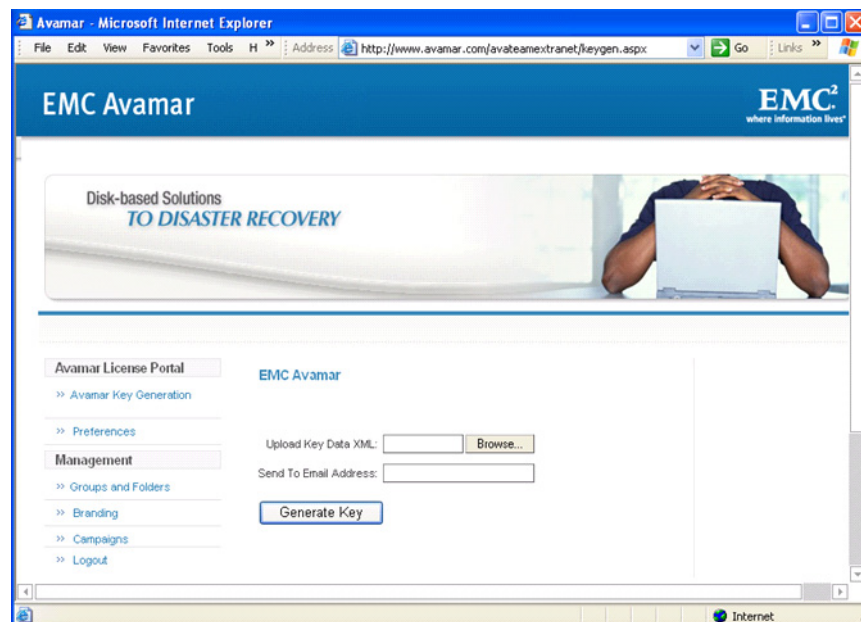 Avamar - Microsoft Internet Explorer
File Edit View Favorites Tools H » Address http://www.avamar.com/avateamextranet/keygen.aspx Go Links »
EMC Avamar
EMC²
where information lives®
Disk-based Solutions
TO DISASTER RECOVERY
Avamar License Portal
EMC Avamar
>> Avamar Key Generation
>> Preferences
Upload Key Data XML: Browse...
Management
Send To Email Address:
>> Groups and Folders
>> Branding
Generate Key
>> Campaigns
>> Logout
Internet